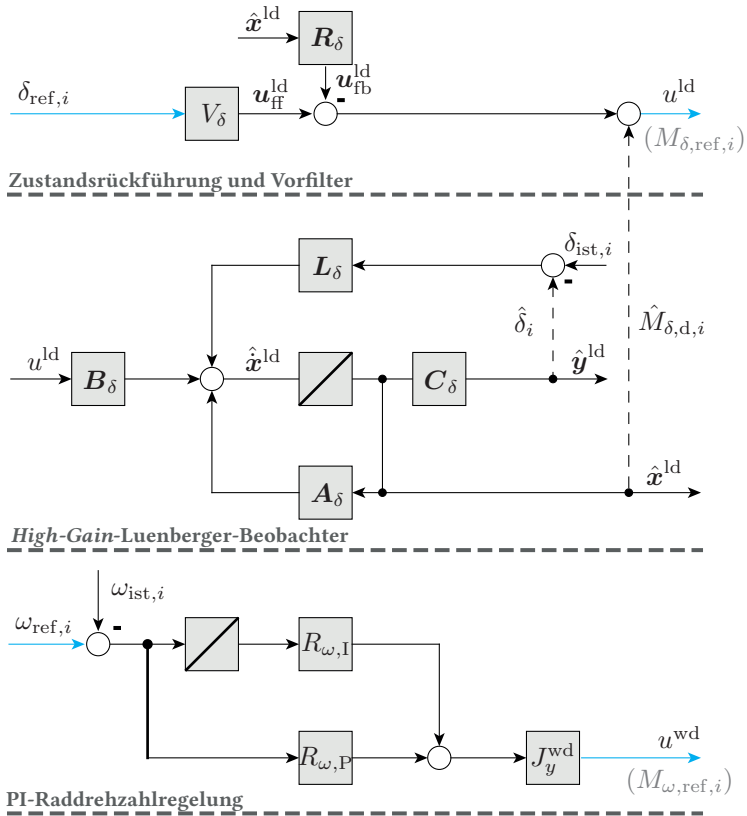 x̂^ld
R_δ
δ_ref,i
V_δ
u_ff^ld
u_fb^ld
-
u^ld
(M_δ,ref,i)
Zustandsrückführung und Vorfilter
L_δ
δ_ist,i
-
δ̂_i
M̂_δ,d,i
u^ld
B_δ
x̂̇^ld
C_δ
ŷ^ld
A_δ
x̂^ld
High-Gain-Luenberger-Beobachter
ω_ist,i
ω_ref,i
-
R_ω,I
R_ω,P
J_y^wd
u^wd
(M_ω,ref,i)
PI-Raddrehzahlregelung